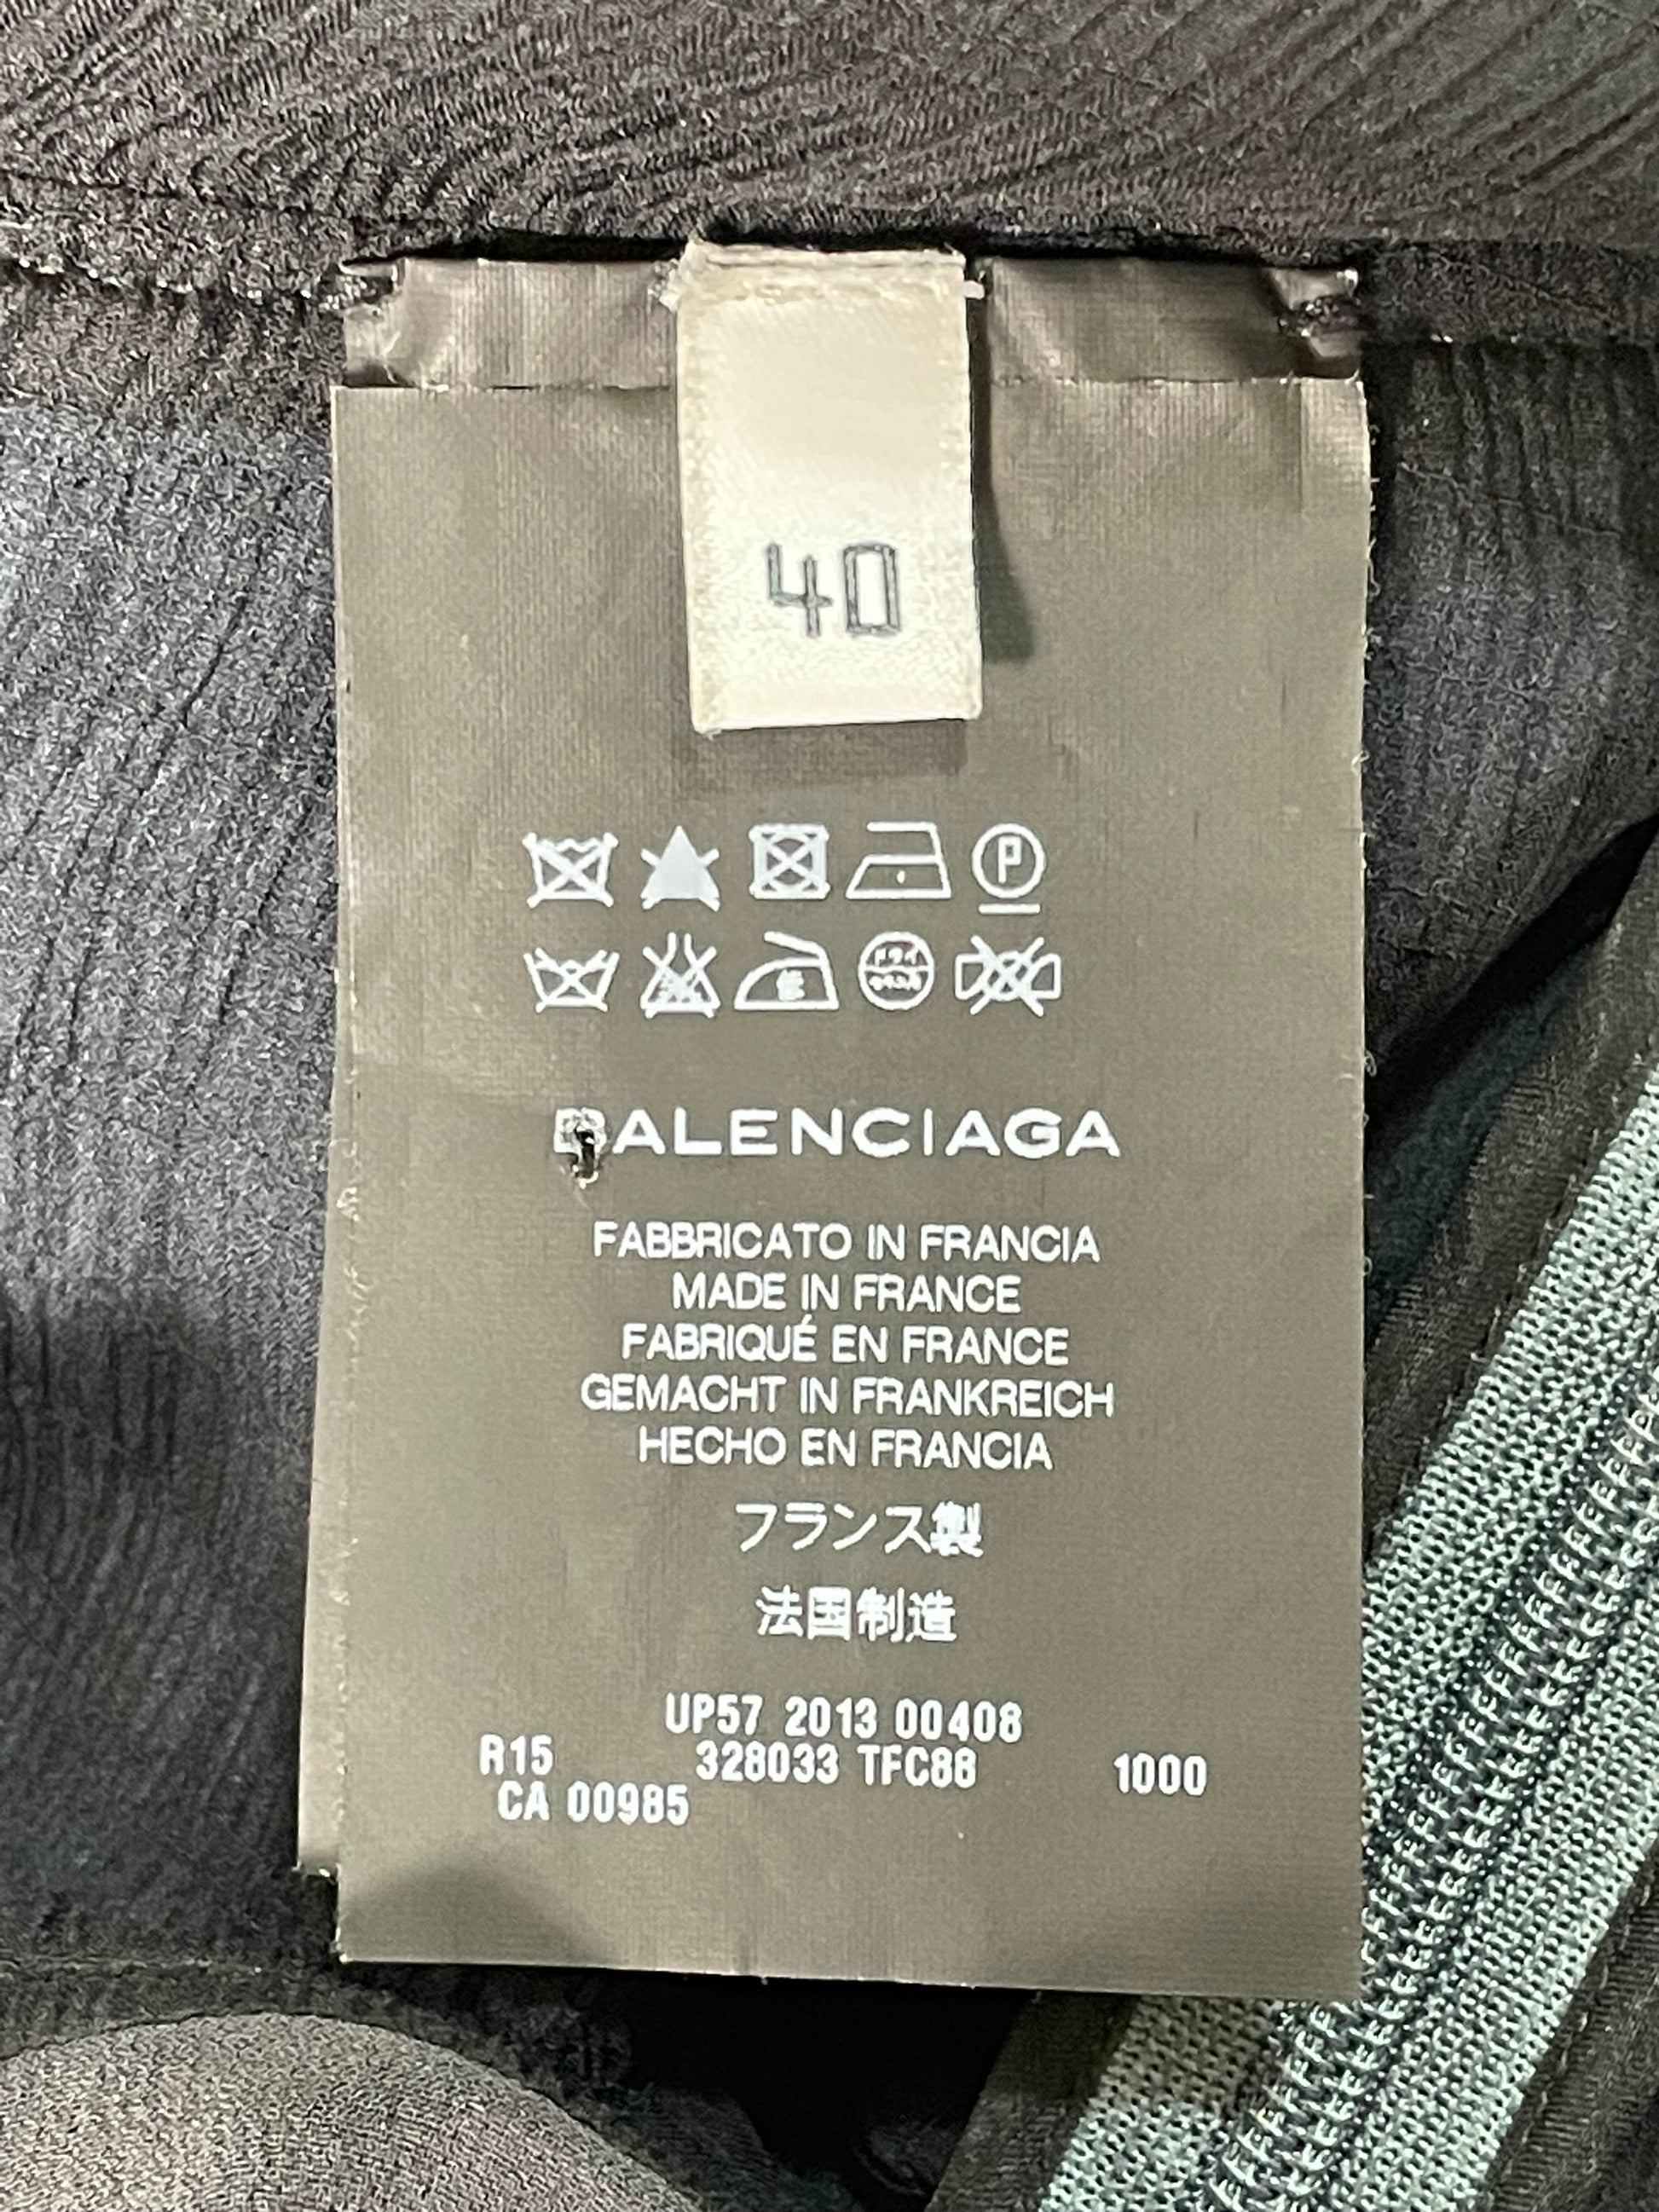 40
P
BALENCIAGA
FABBRICATO IN FRANCIA
MADE IN FRANCE
FABRIQUÉ EN FRANCE
GEMACHT IN FRANKREICH
HECHO EN FRANCIA
フランス製
法国制造
UP57 2013 00408
R15 328033 TFC88 1000
CA 00985